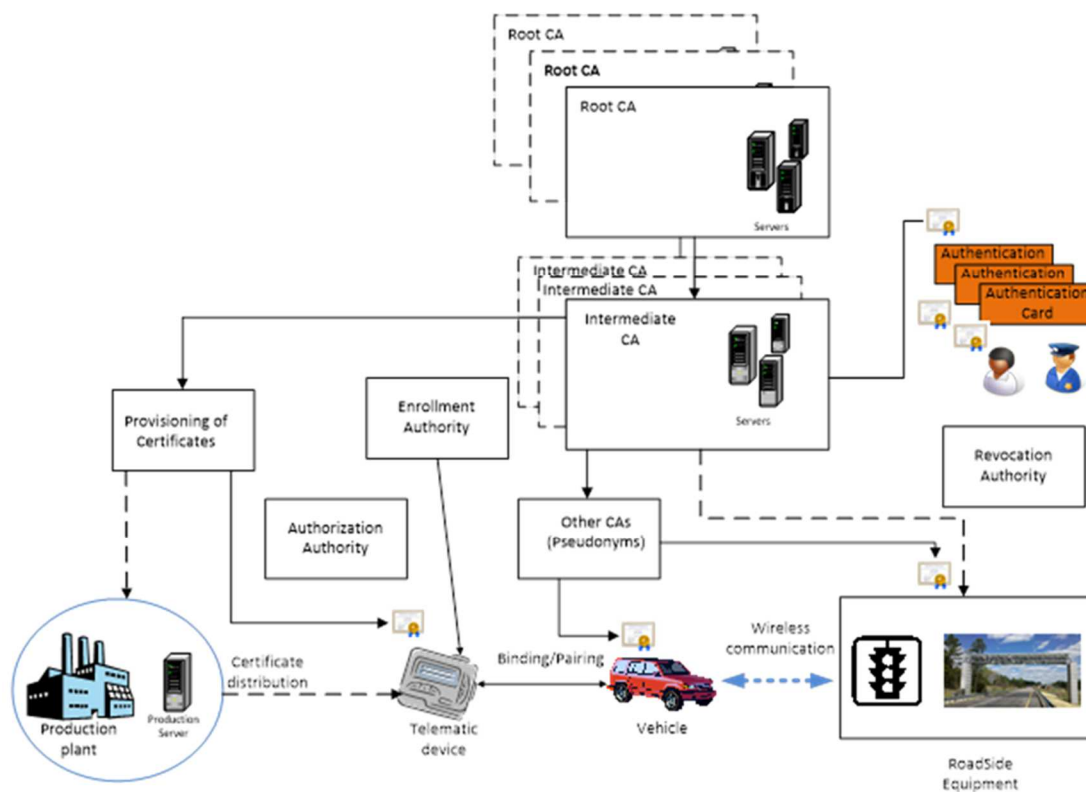 Root CA
Root CA
Root CA
Servers
Intermediate CA
Intermediate CA
Intermediate
CA
Servers
Authentication
Authentication
Authentication
Card
Provisioning of
Certificates
Enrollment
Authority
Revocation
Authority
Authorization
Authority
Other CAs
(Pseudonyms)
Certificate
distribution
Binding/Pairing
Wireless
communication
Production
Server
Production
plant
Telematic
device
Vehicle
RoadSide
Equipment